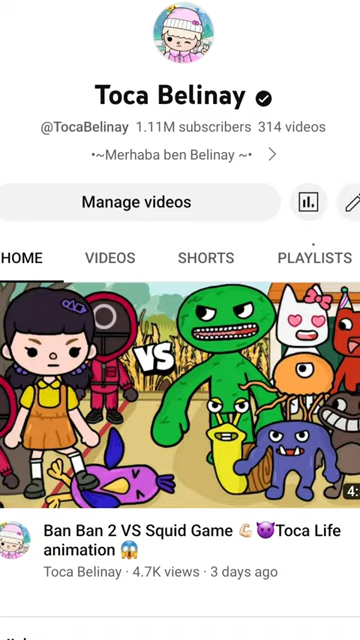 Toca Belinay
@TocaBelinay 1.11M subscribers 314 videos
•~Merhaba ben Belinay ~•
Manage videos
HOME VIDEOS SHORTS PLAYLISTS
VS
4:
Ban Ban 2 VS Squid Game 💪🏻😈Toca Life
animation 😱
Toca Belinay · 4.7K views · 3 days ago